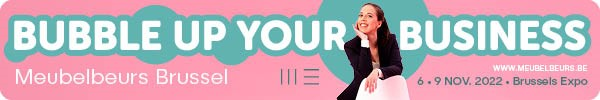 BUBBLE UP YOUR BUSINESS
Meubelbeurs Brussel
WWW.MEUBELBEURS.BE
6 • 9 NOV. 2022 • Brussels Expo